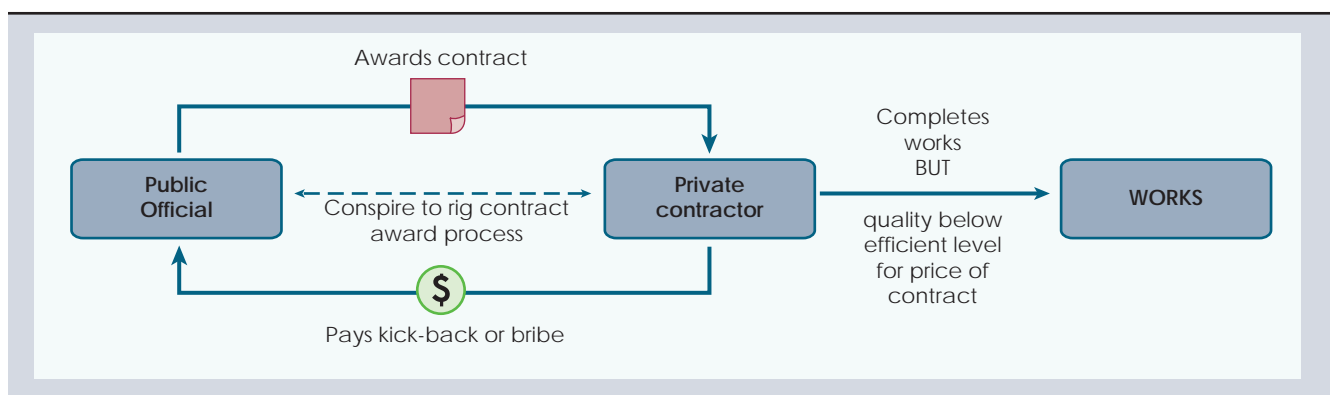 Awards contract
Public
Official
Conspire to rig contract
award process
Private
contractor
Completes
works
BUT
quality below
efficient level
for price of
contract
WORKS
$
Pays kick-back or bribe